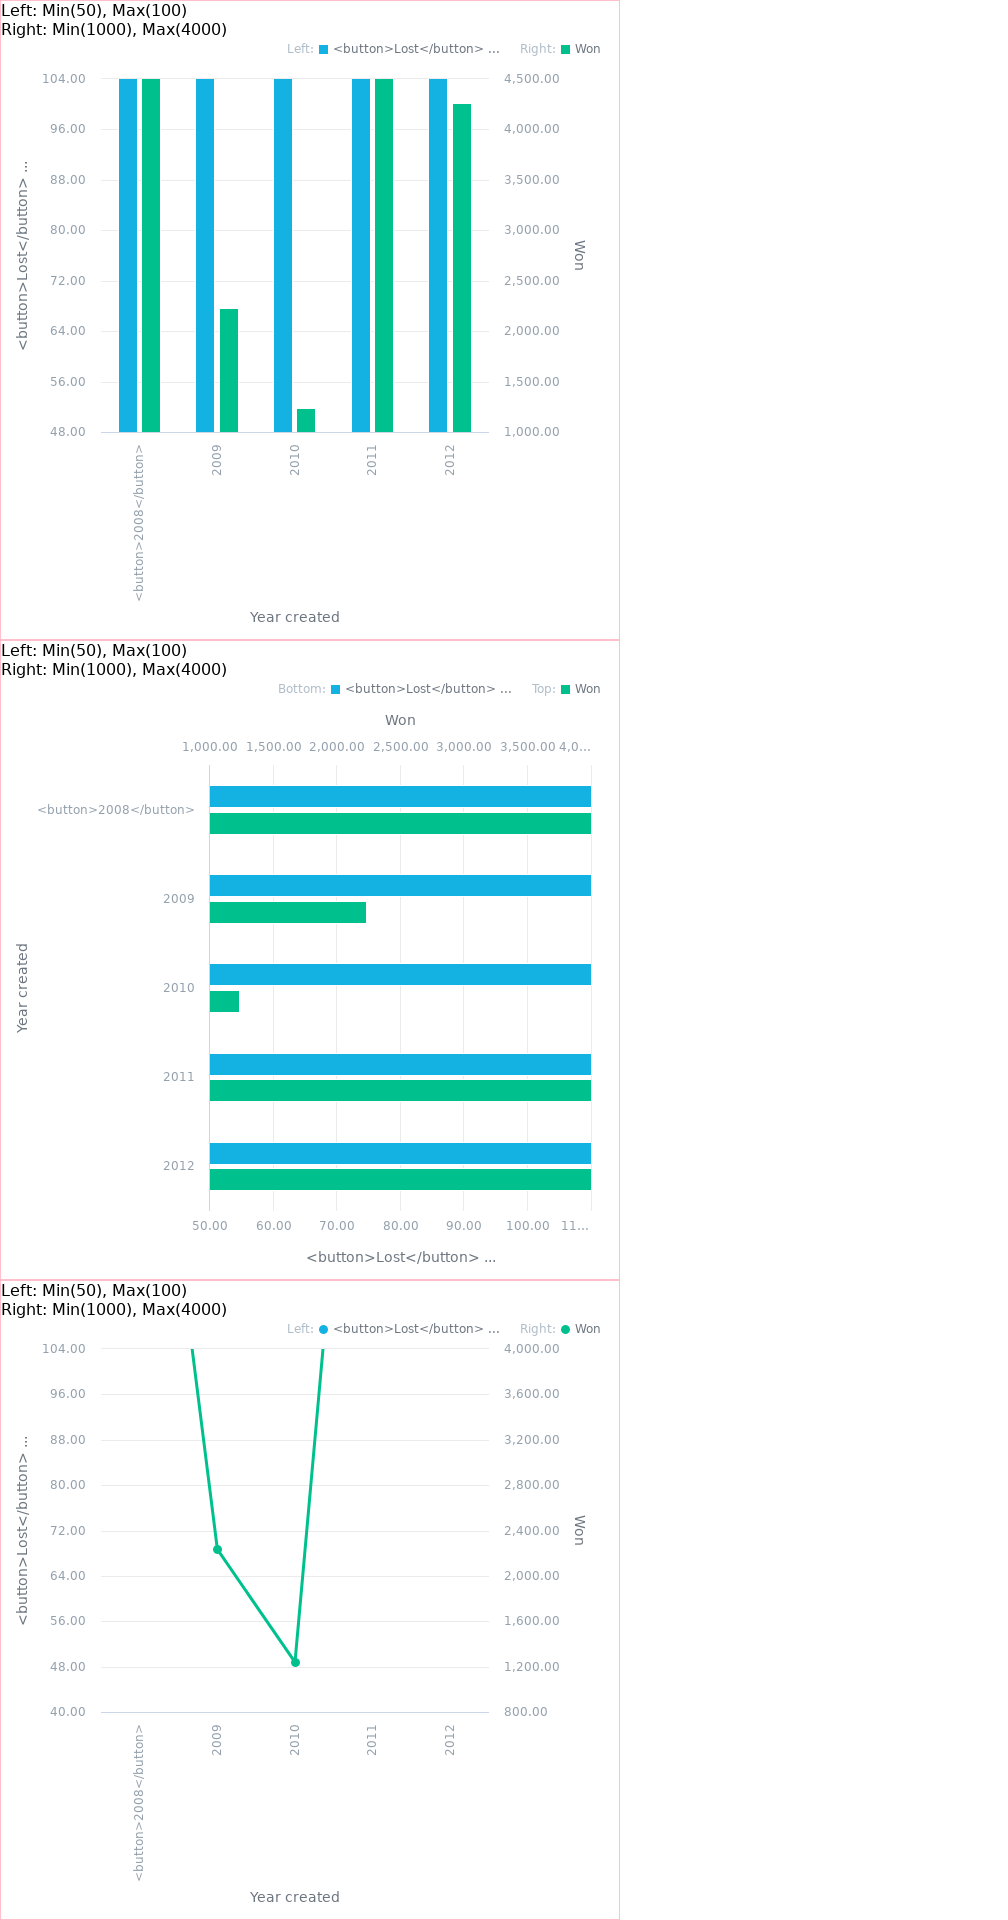 Left: Min(50), Max(100)
Right: Min(1000), Max(4000)
Left: <button>Lost</button> ... Right: Won
104.00
96.00
88.00
80.00
72.00
64.00
56.00
48.00
<button>Lost</button> ...
4,500.00
4,000.00
3,500.00
3,000.00
2,500.00
2,000.00
1,500.00
1,000.00
Won
<button>2008</button>
2009
2010
2011
2012
Year created
Left: Min(50), Max(100)
Right: Min(1000), Max(4000)
Bottom: <button>Lost</button> ... Top: Won
Won
1,000.00 1,500.00 2,000.00 2,500.00 3,000.00 3,500.00 4,0...
<button>2008</button>
2009
2010
2011
2012
Year created
50.00 60.00 70.00 80.00 90.00 100.00 11...
<button>Lost</button> ...
Left: Min(50), Max(100)
Right: Min(1000), Max(4000)
Left: <button>Lost</button> ... Right: Won
104.00
96.00
88.00
80.00
72.00
64.00
56.00
48.00
40.00
<button>Lost</button> ...
4,000.00
3,600.00
3,200.00
2,800.00
2,400.00
2,000.00
1,600.00
1,200.00
800.00
Won
<button>2008</button>
2009
2010
2011
2012
Year created